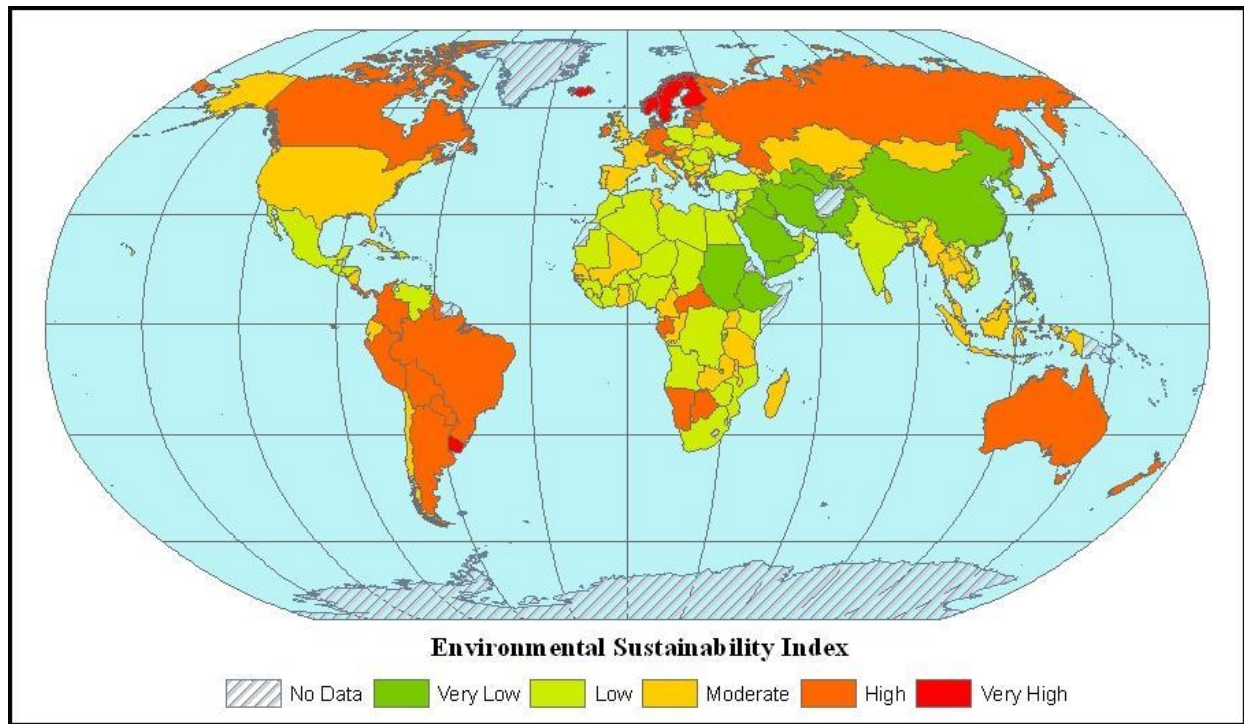 Environmental Sustainability Index
No Data Very Low Low Moderate High Very High